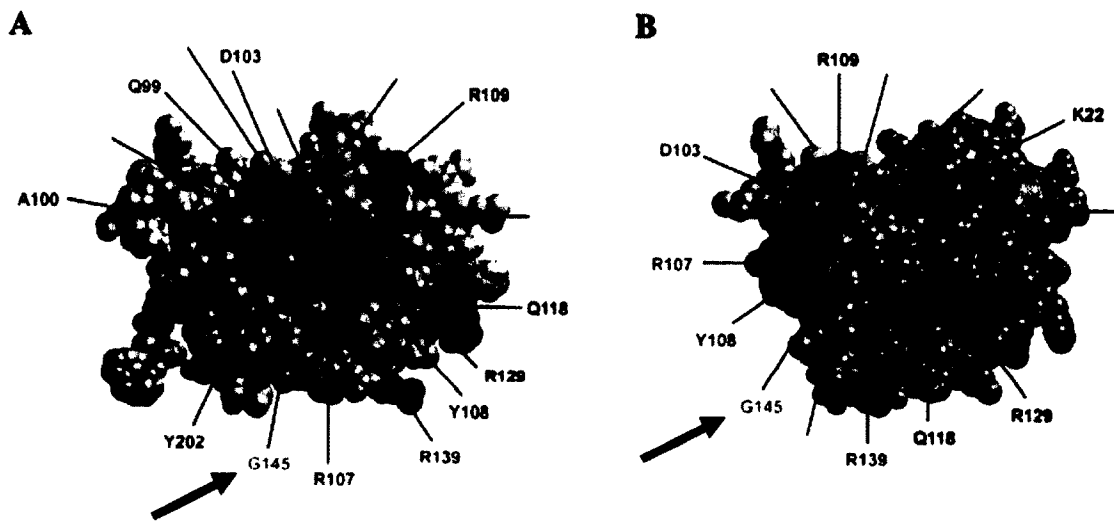 A
D103
Q99
R109
A100
Q118
R129
Y108
Y202
G145
R139
R107
B
R109
K22
D103
R107
Y108
G145
R129
Q118
R139